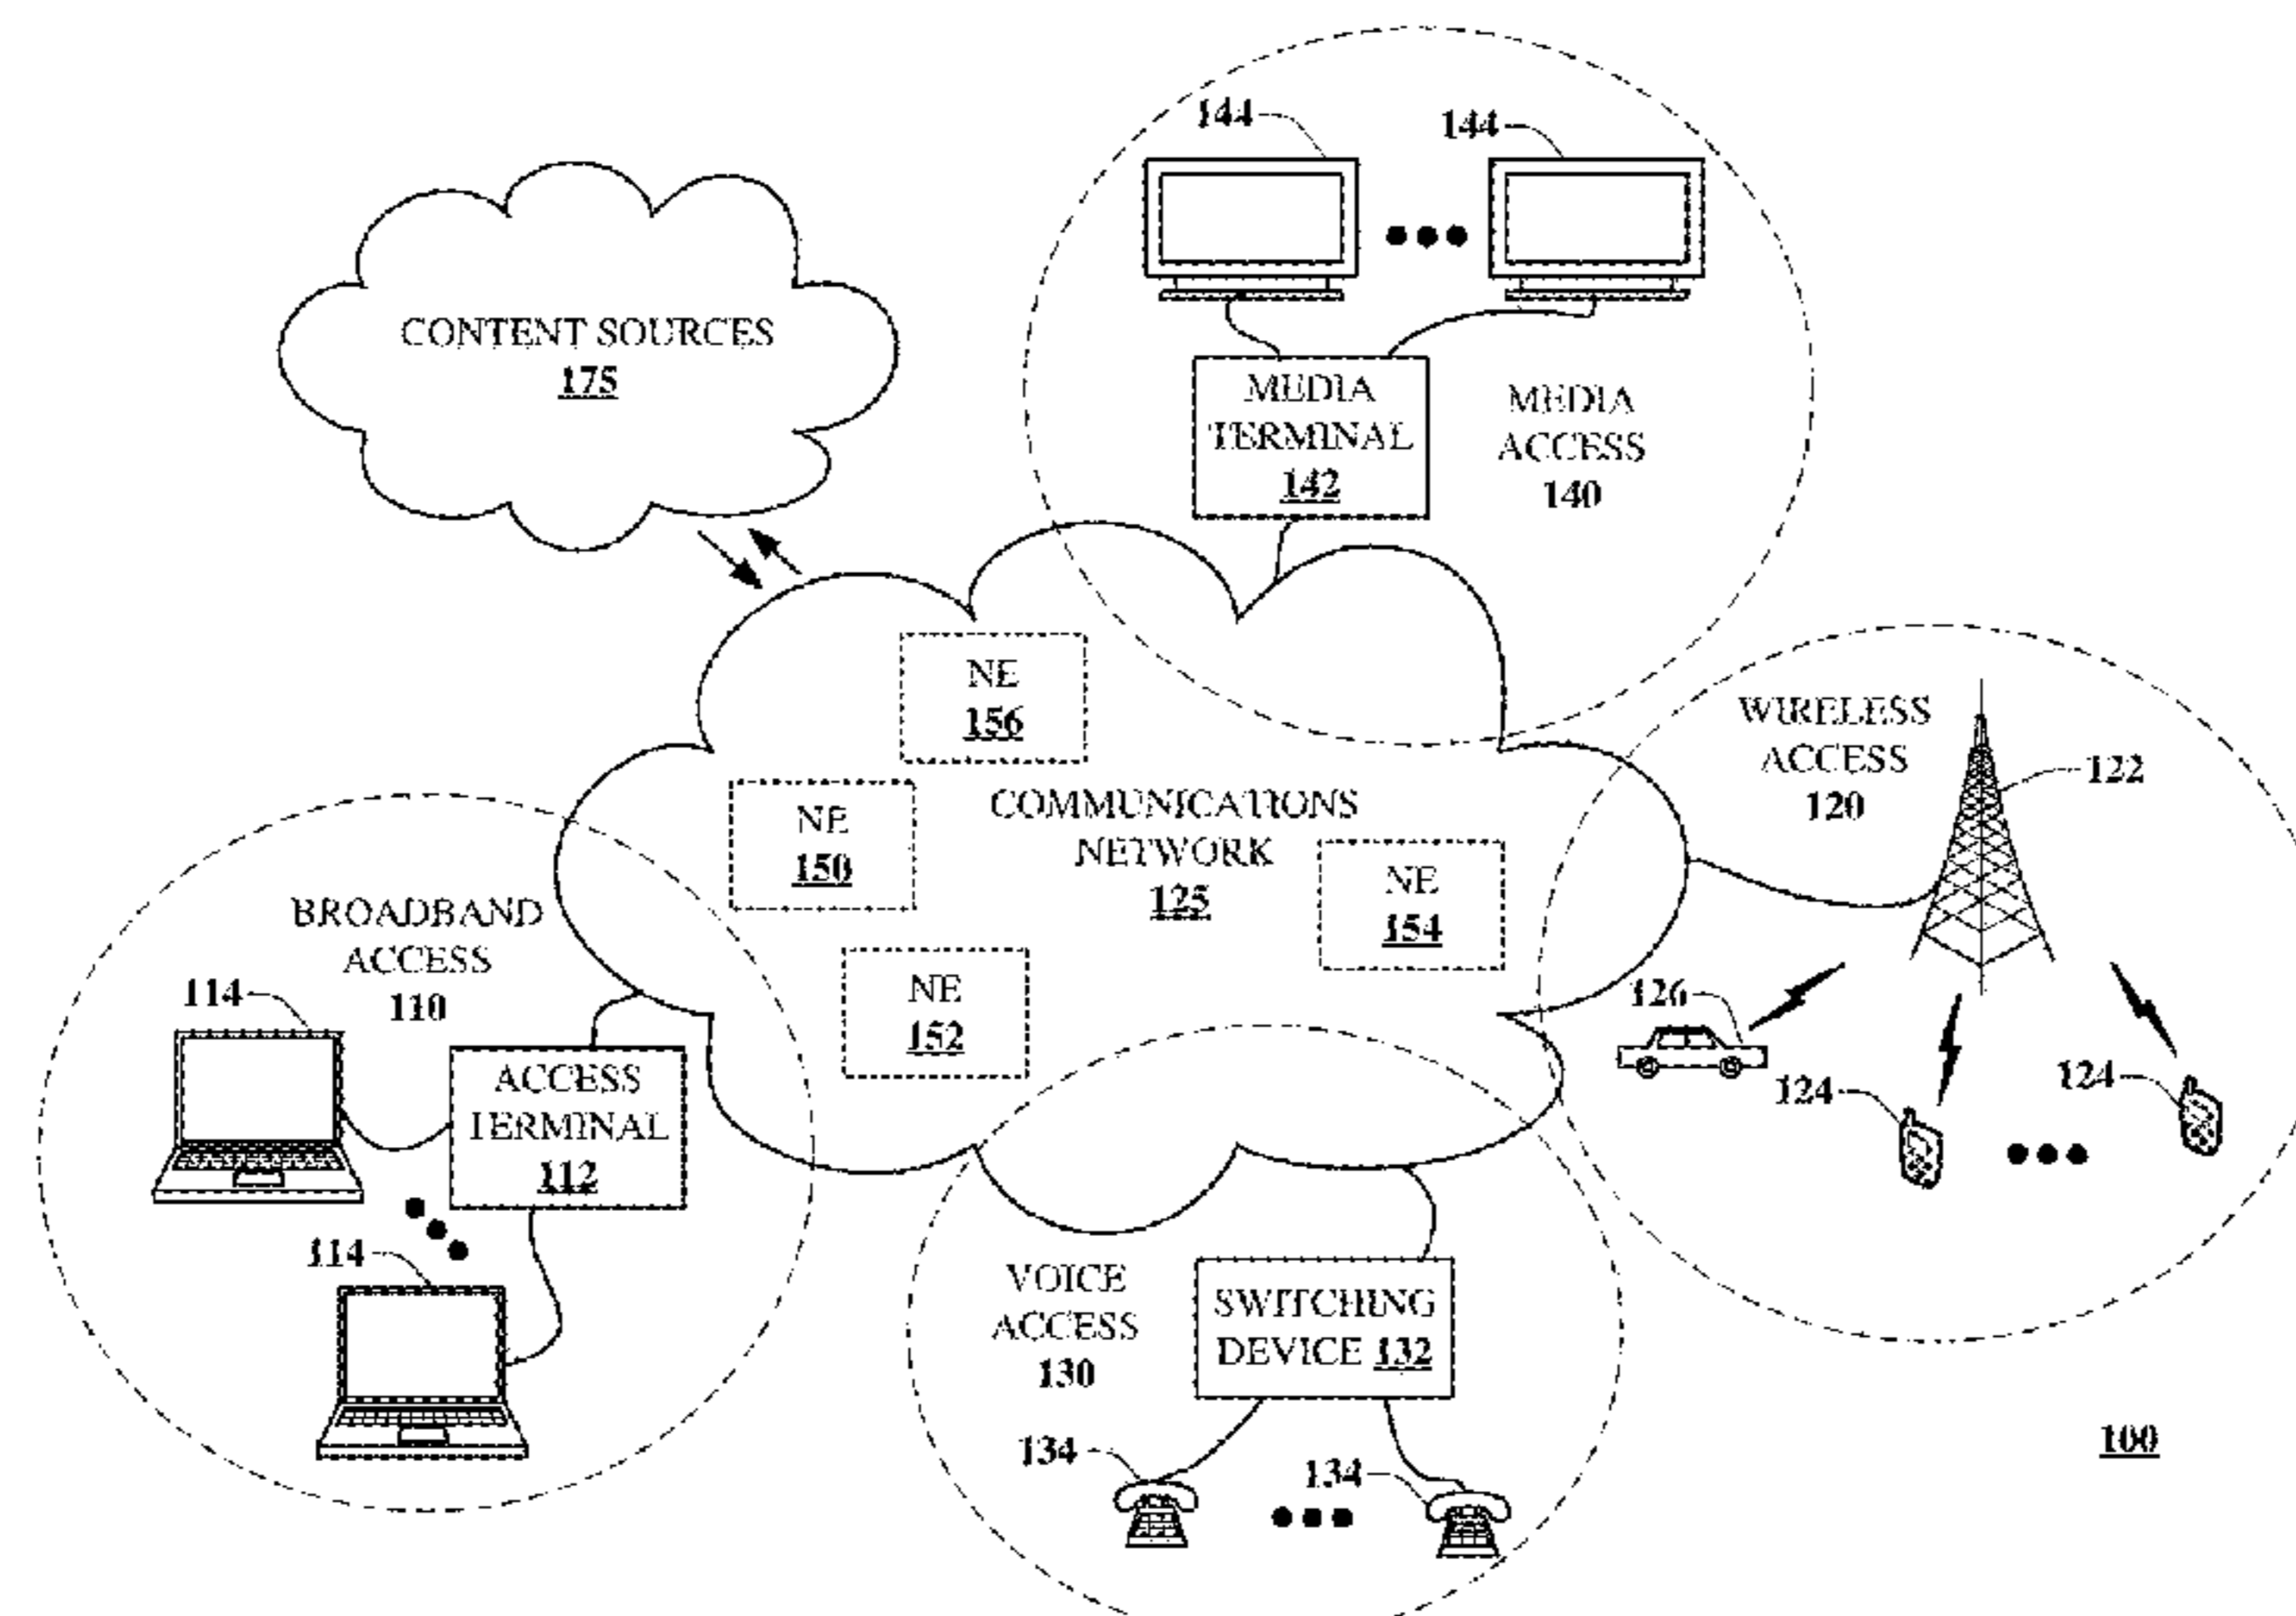 144
144
CONTENT SOURCES
175
MEDIA
TERMINAL
142
MEDIA
ACCESS
140
NE
156
WIRELESS
ACCESS
120
122
NE
150
COMMUNICATIONS
NETWORK
125
NE
154
BROADBAND
ACCESS
110
114
NE
152
126
124
124
ACCESS
TERMINAL
112
114
VOICE
ACCESS
130
SWITCHING
DEVICE 132
134
134
100